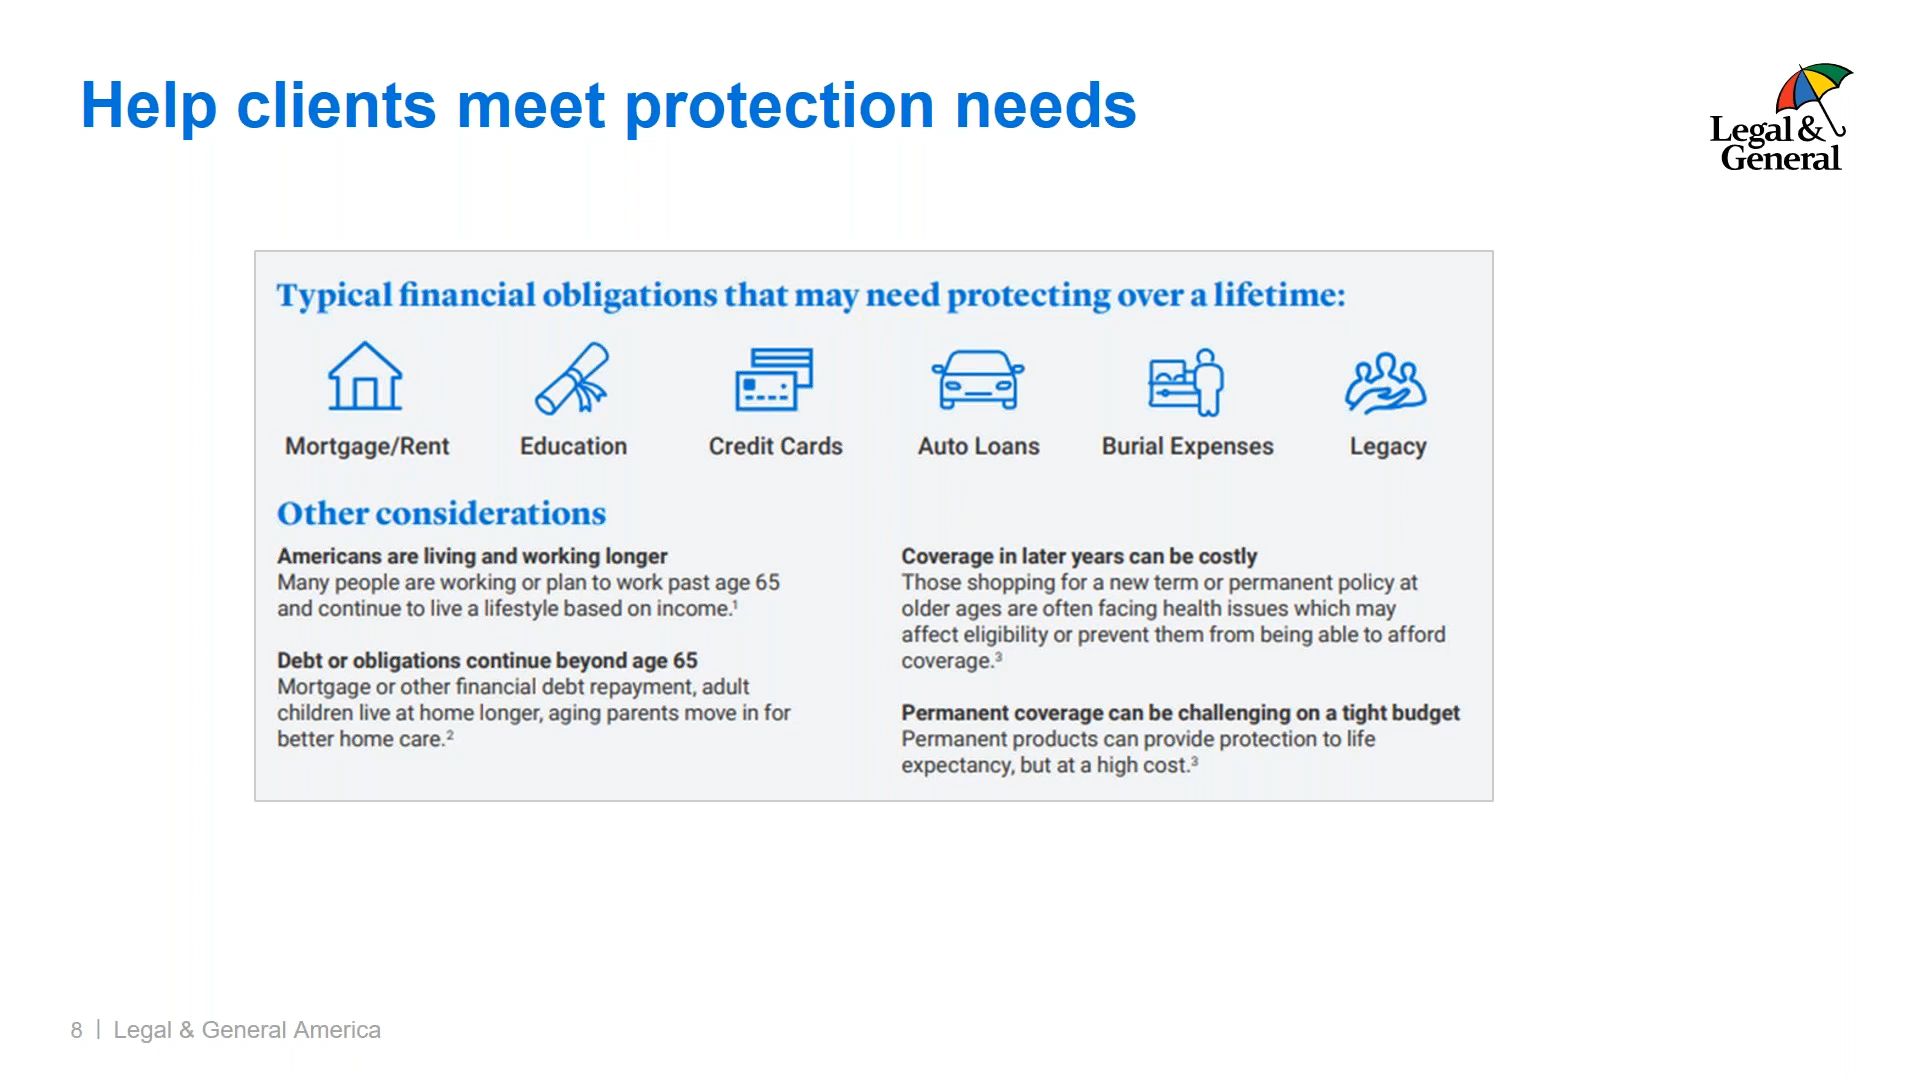 Help clients meet protection needs
Legal &
General
Typical financial obligations that may need protecting over a lifetime:
Mortgage/Rent
Education
Credit Cards
Auto Loans
Burial Expenses
Legacy
Other considerations
Americans are living and working longer
Many people are working or plan to work past age 65
and continue to live a lifestyle based on income.¹
Debt or obligations continue beyond age 65
Mortgage or other financial debt repayment, adult
children live at home longer, aging parents move in for
better home care.²
Coverage in later years can be costly
Those shopping for a new term or permanent policy at
older ages are often facing health issues which may
affect eligibility or prevent them from being able to afford
coverage.³
Permanent coverage can be challenging on a tight budget
Permanent products can provide protection to life
expectancy, but at a high cost.³
8 | Legal & General America